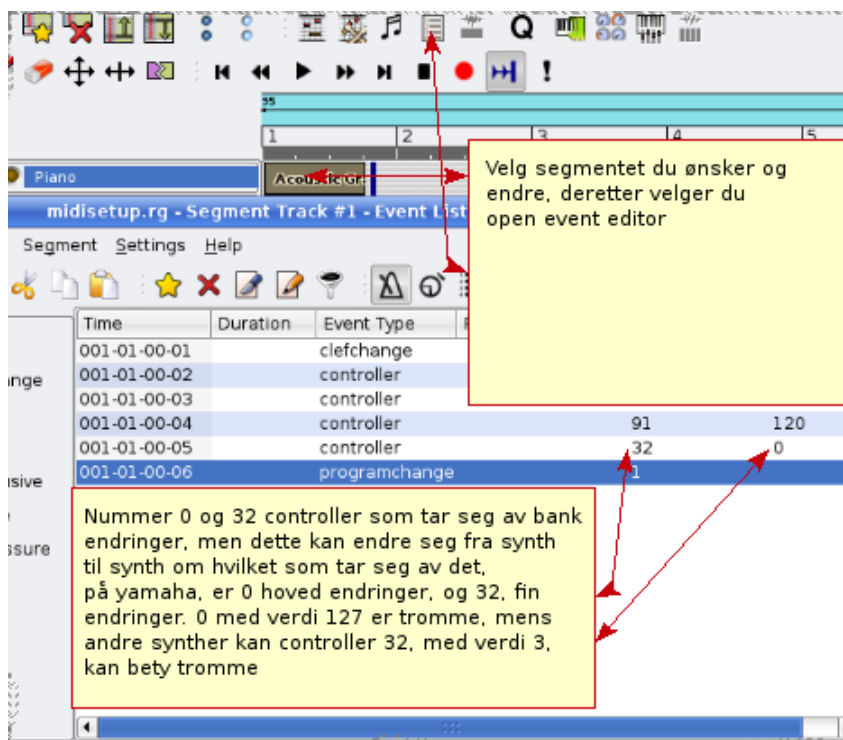 Q
35
1 2 3 4 5
Piano
Acoustic Gr.
Velg segmentet du ønsker og
endre, deretter velger du
open event editor
midisetup.rg - Segment Track #1 - Event List
Segment Settings Help
Time Duration Event Type
001-01-00-01 clefchange
001-01-00-02 controller
001-01-00-03 controller
001-01-00-04 controller 91 120
001-01-00-05 controller 32 0
001-01-00-06 programchange 1
Nummer 0 og 32 controller som tar seg av bank
endringer, men dette kan endre seg fra synth
til synth om hvilket som tar seg av det,
på yamaha, er 0 hoved endringer, og 32, fin
endringer. 0 med verdi 127 er tromme, mens
andre synther kan controller 32, med verdi 3,
kan bety tromme